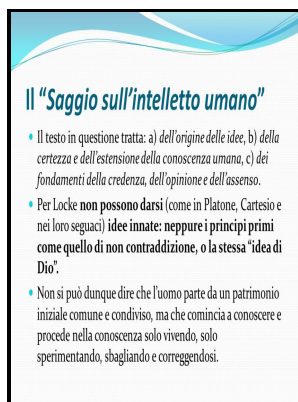 Il “Saggio sull’intelletto umano”
• Il testo in questione tratta: a) dell’origine delle idee, b) della
certezza e dell’estensione della conoscenza umana, c) dei
fondamenti della credenza, dell’opinione e dell’assenso.
• Per Locke non possono darsi (come in Platone, Cartesio e
nei loro seguaci) idee innate: neppure i principi primi
come quello di non contraddizione, o la stessa “idea di
Dio”.
• Non si può dunque dire che l’uomo parte da un patrimonio
iniziale comune e condiviso, ma che comincia a conoscere e
procede nella conoscenza solo vivendo, solo
sperimentando, sbagliando e correggendosi.